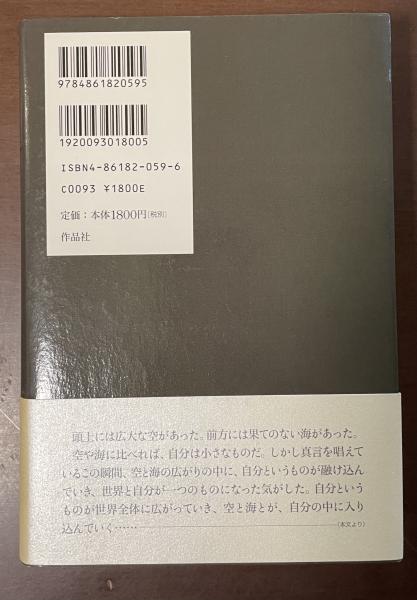 9784861820595
1920093018005
ISBN4-86182-059-6
C0093 ¥1800E
定価：本体1800円(税別)
作品社
頭上には広大な空があった。前方には果てのない海があった。
空や海に比べれば、自分は小さなものだ。しかし真言を唱えて
いるこの瞬間、空と海の広がりの中に、自分というものが融け込ん
でいき、世界と自分が一つのものになった気がした。自分という
ものが世界全体に広がっていき、空と海とが、自分の中に入り
込んでいく……
(本文より)